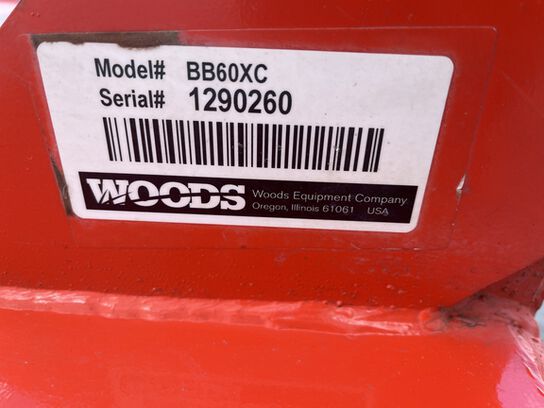 Model# BB60XC
Serial# 1290260
WOODS
Woods Equipment Company
Oregon, Illinois 61061 USA